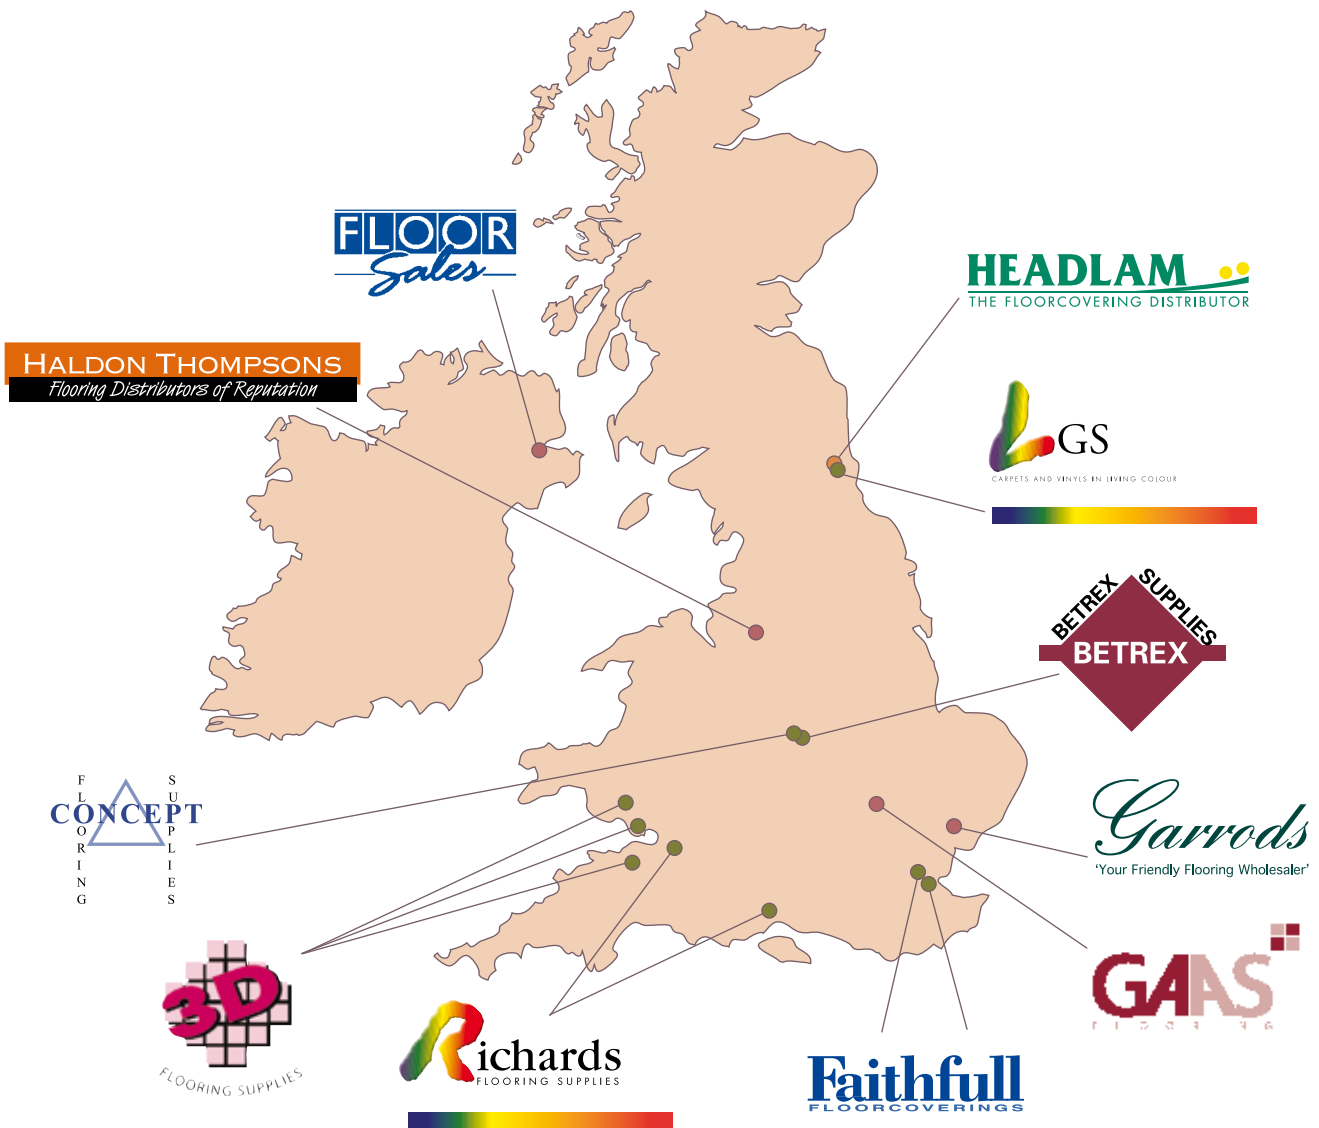 FLOOR
Sales
HEADLAM
THE FLOORCOVERING DISTRIBUTOR
HALDON THOMPSONS
Flooring Distributors of Reputation
LGS
CARPETS AND VINYLS IN LIVING COLOUR
BETREX SUPPLIES
BETREX
FLOORING
CONCEPT
SUPPLIES
Garrods
'Your Friendly Flooring Wholesaler'
GAAS
FLOORING
3D
FLOORING SUPPLIES
Richards
FLOORING SUPPLIES
Faithfull
FLOORCOVERINGS